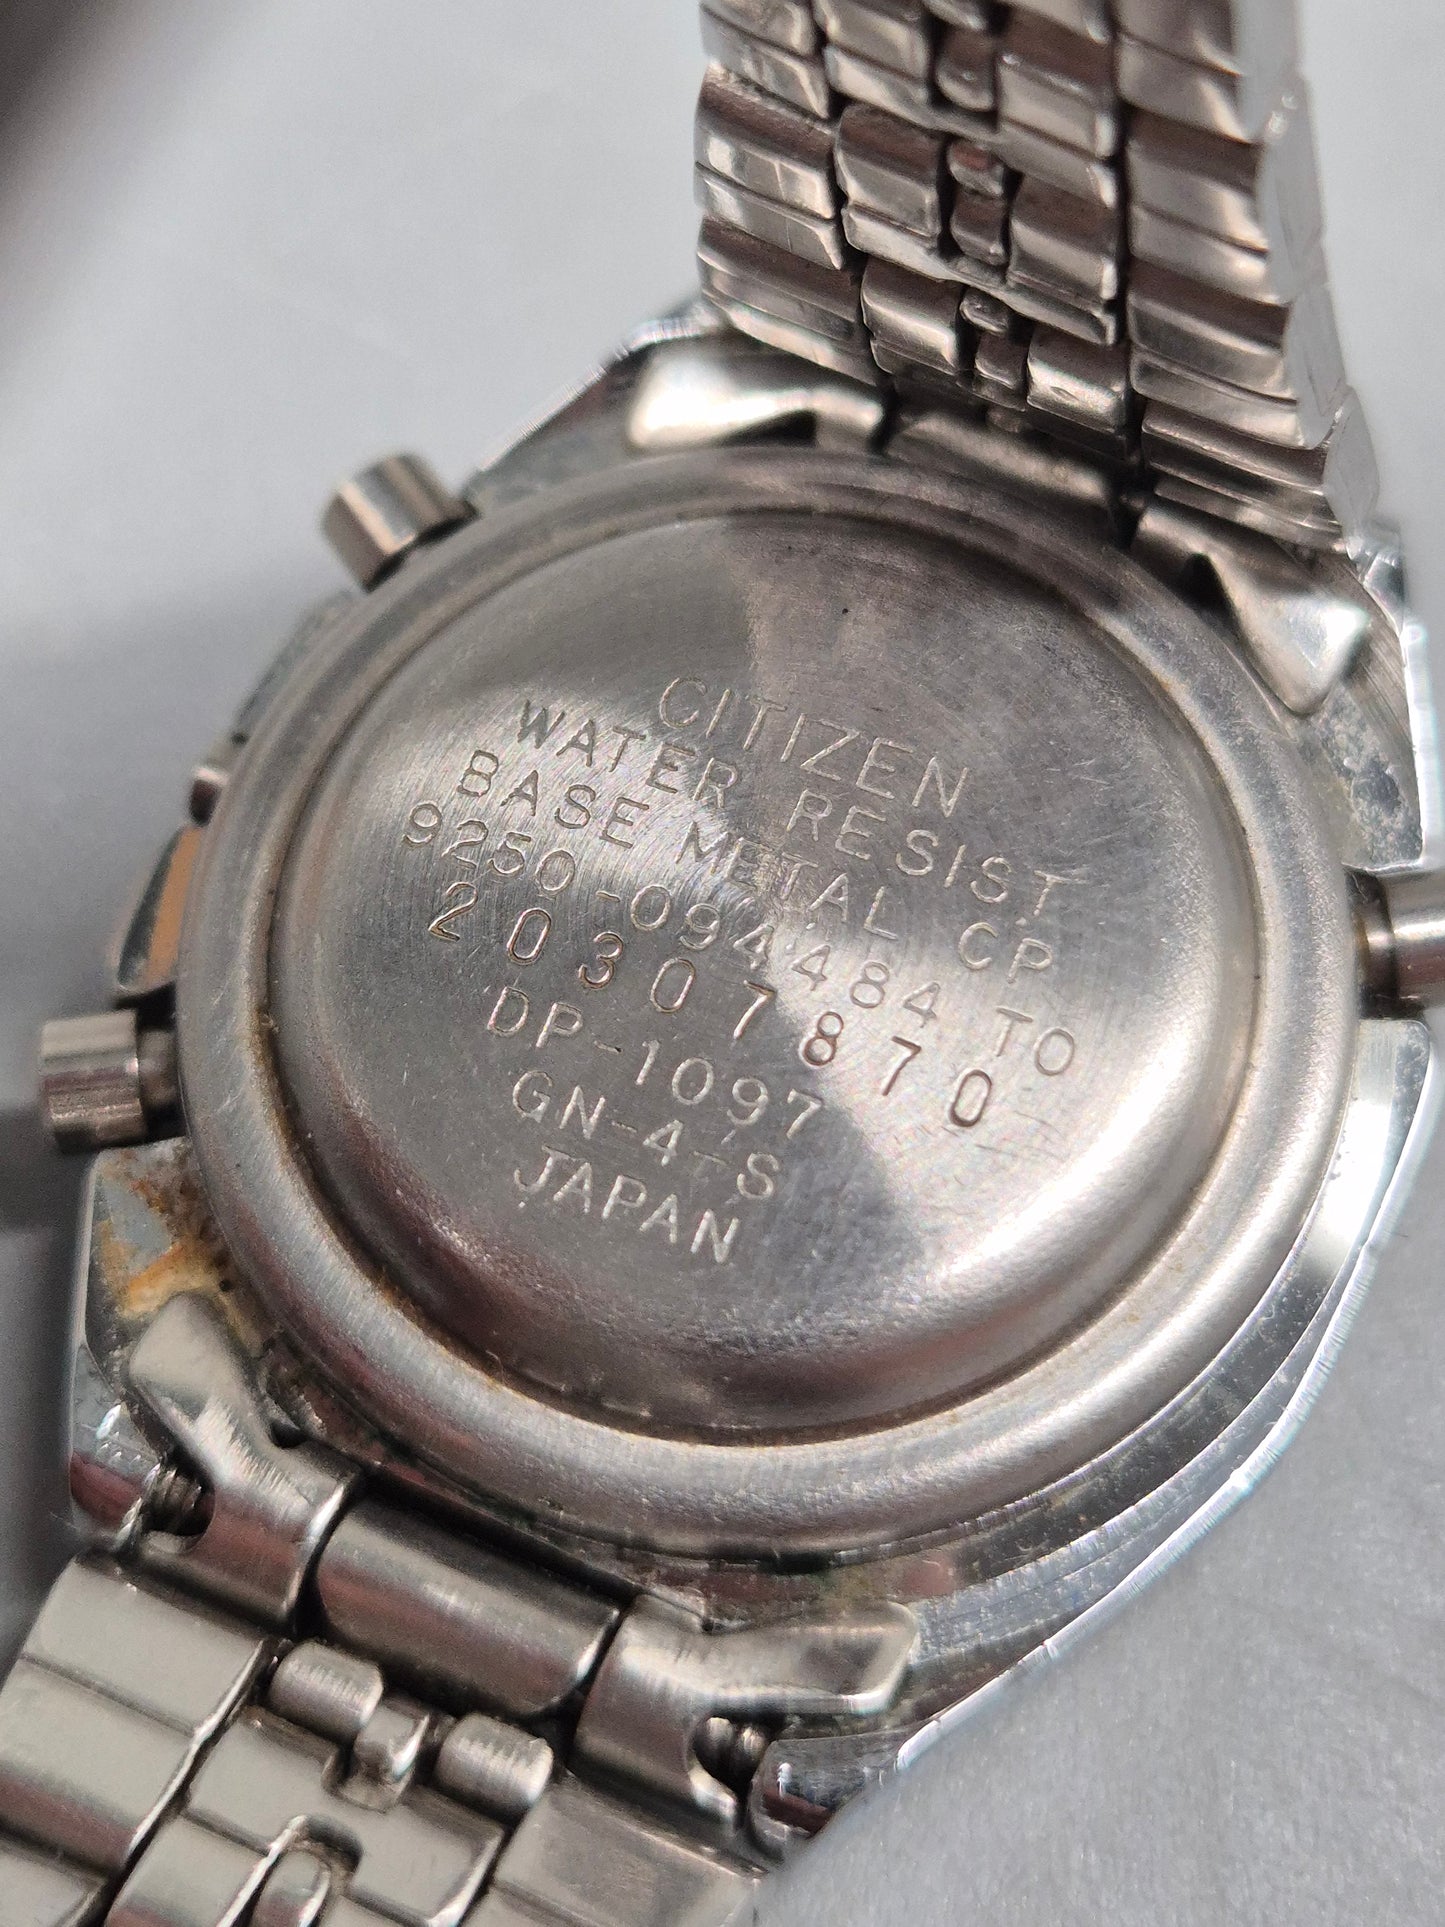 CITIZEN
WATER RESIST
BASE METAL CP
9250-094484 TO
20307870
DP-1097
GN-4-S
JAPAN